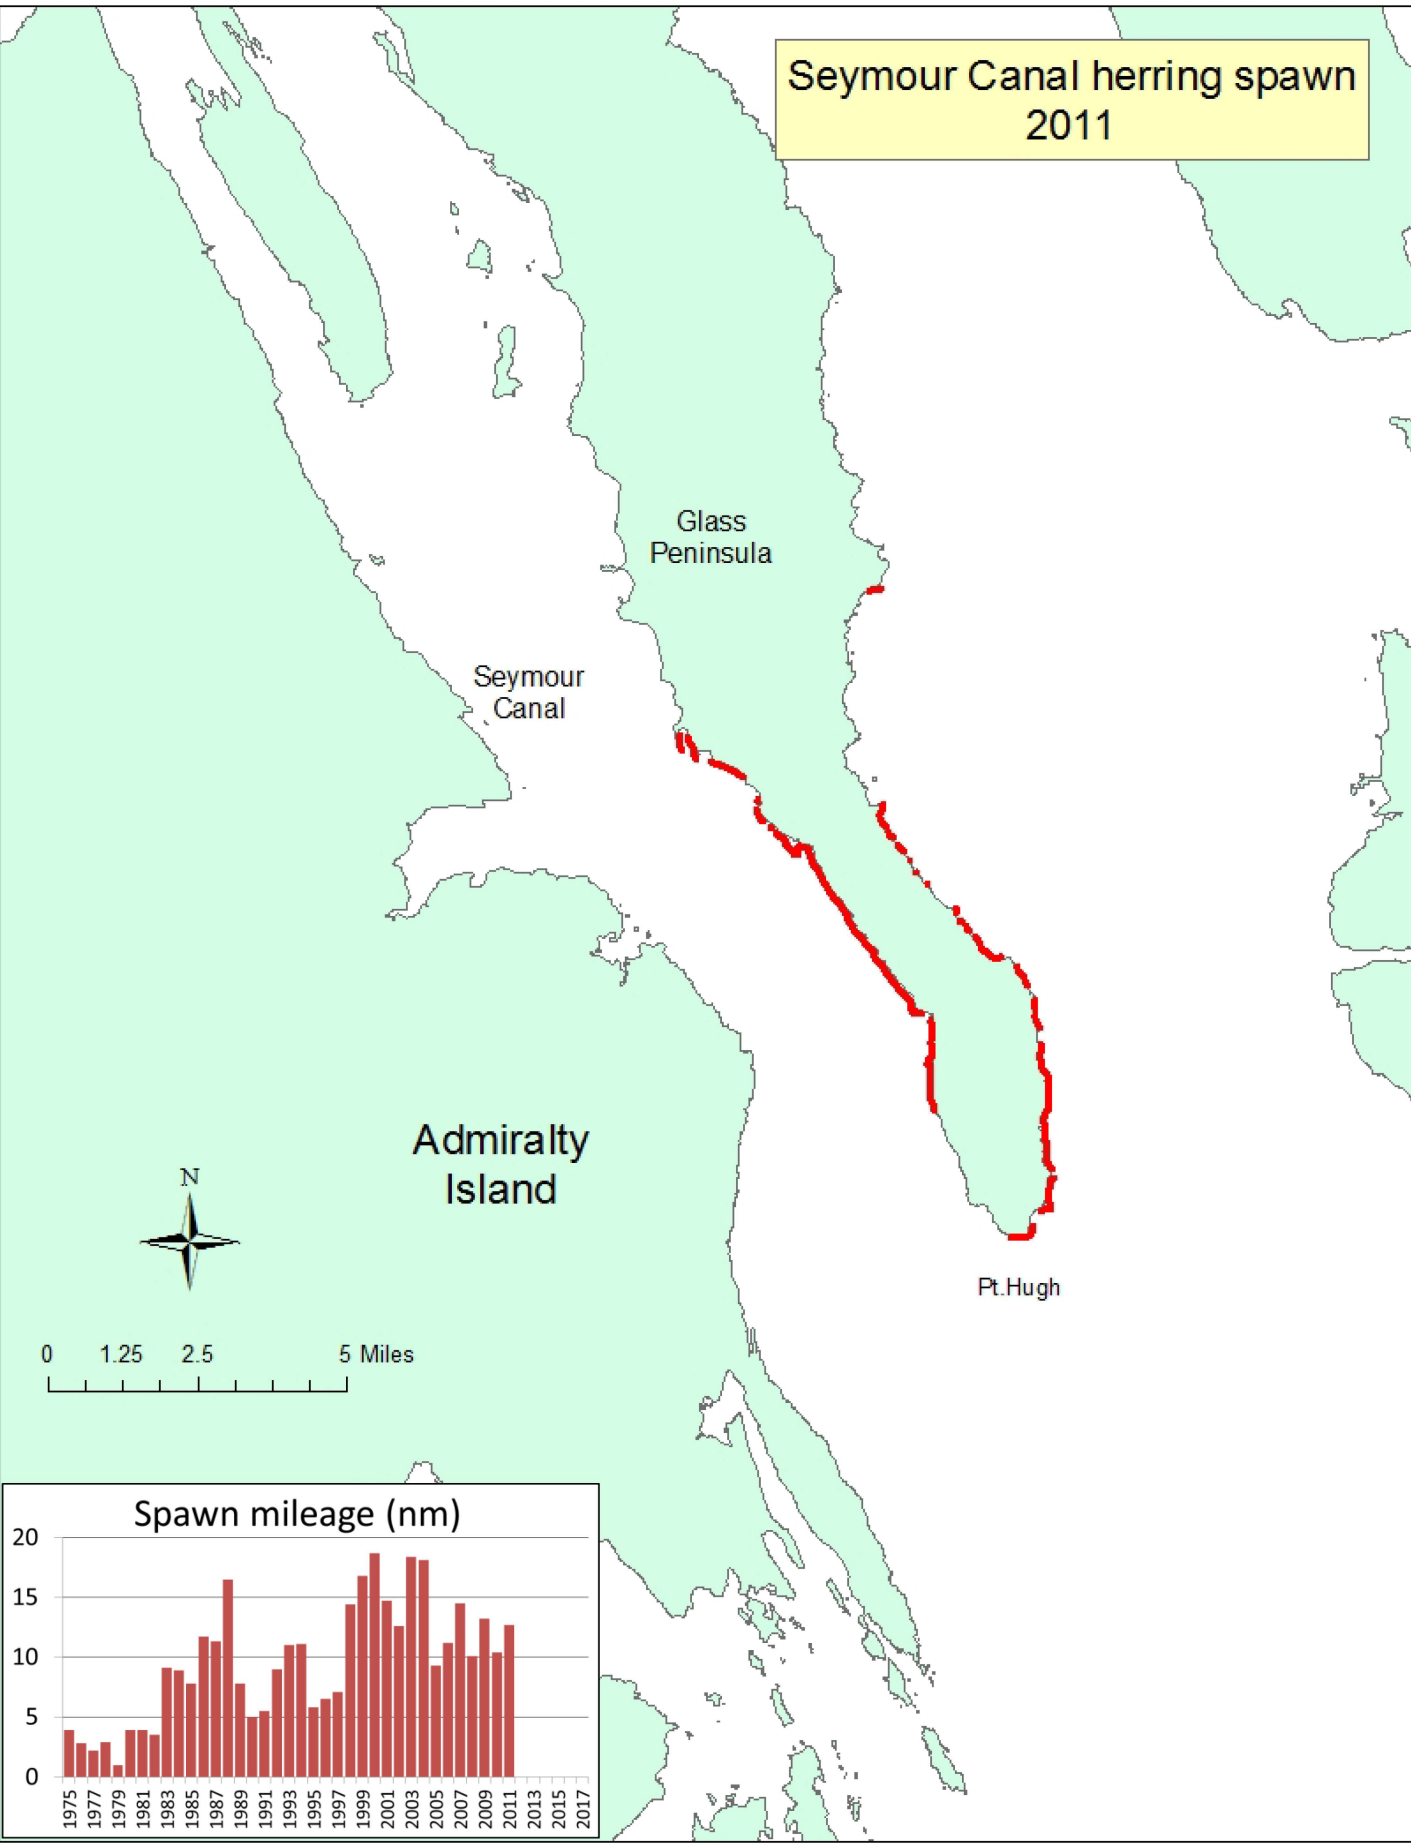 Seymour Canal herring spawn
2011
Glass
Peninsula
Seymour
Canal
Admiralty
Island
N
Pt.Hugh
0 1.25 2.5 5 Miles
Spawn mileage (nm)
20
15
10
5
0
1975 1977 1979 1981 1983 1985 1987 1989 1991 1993 1995 1997 1999 2001 2003 2005 2007 2009 2011 2013 2015 2017